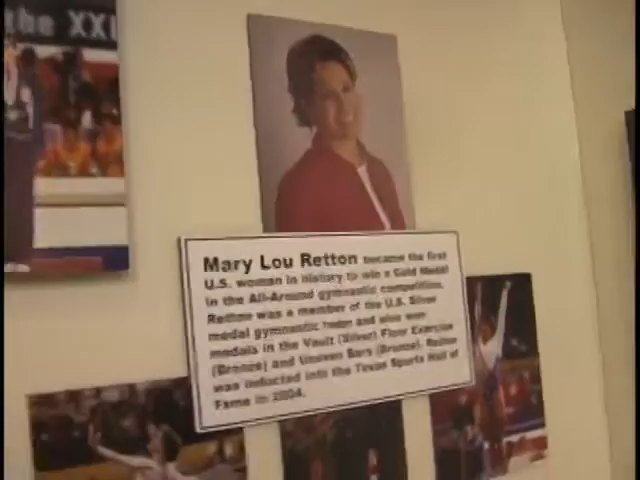 the XXI
Mary Lou Retton became the first
U.S. woman in history to win a Gold Medal
in the All-Around gymnastic competition.
Retton was a member of the U.S. Silver
medal gymnastic team and also won
medals in the Vault (Silver) Floor Exercise
(Bronze) and Uneven Bars (Bronze). Retton
was inducted into the Texas Sports Hall of
Fame in 2004.